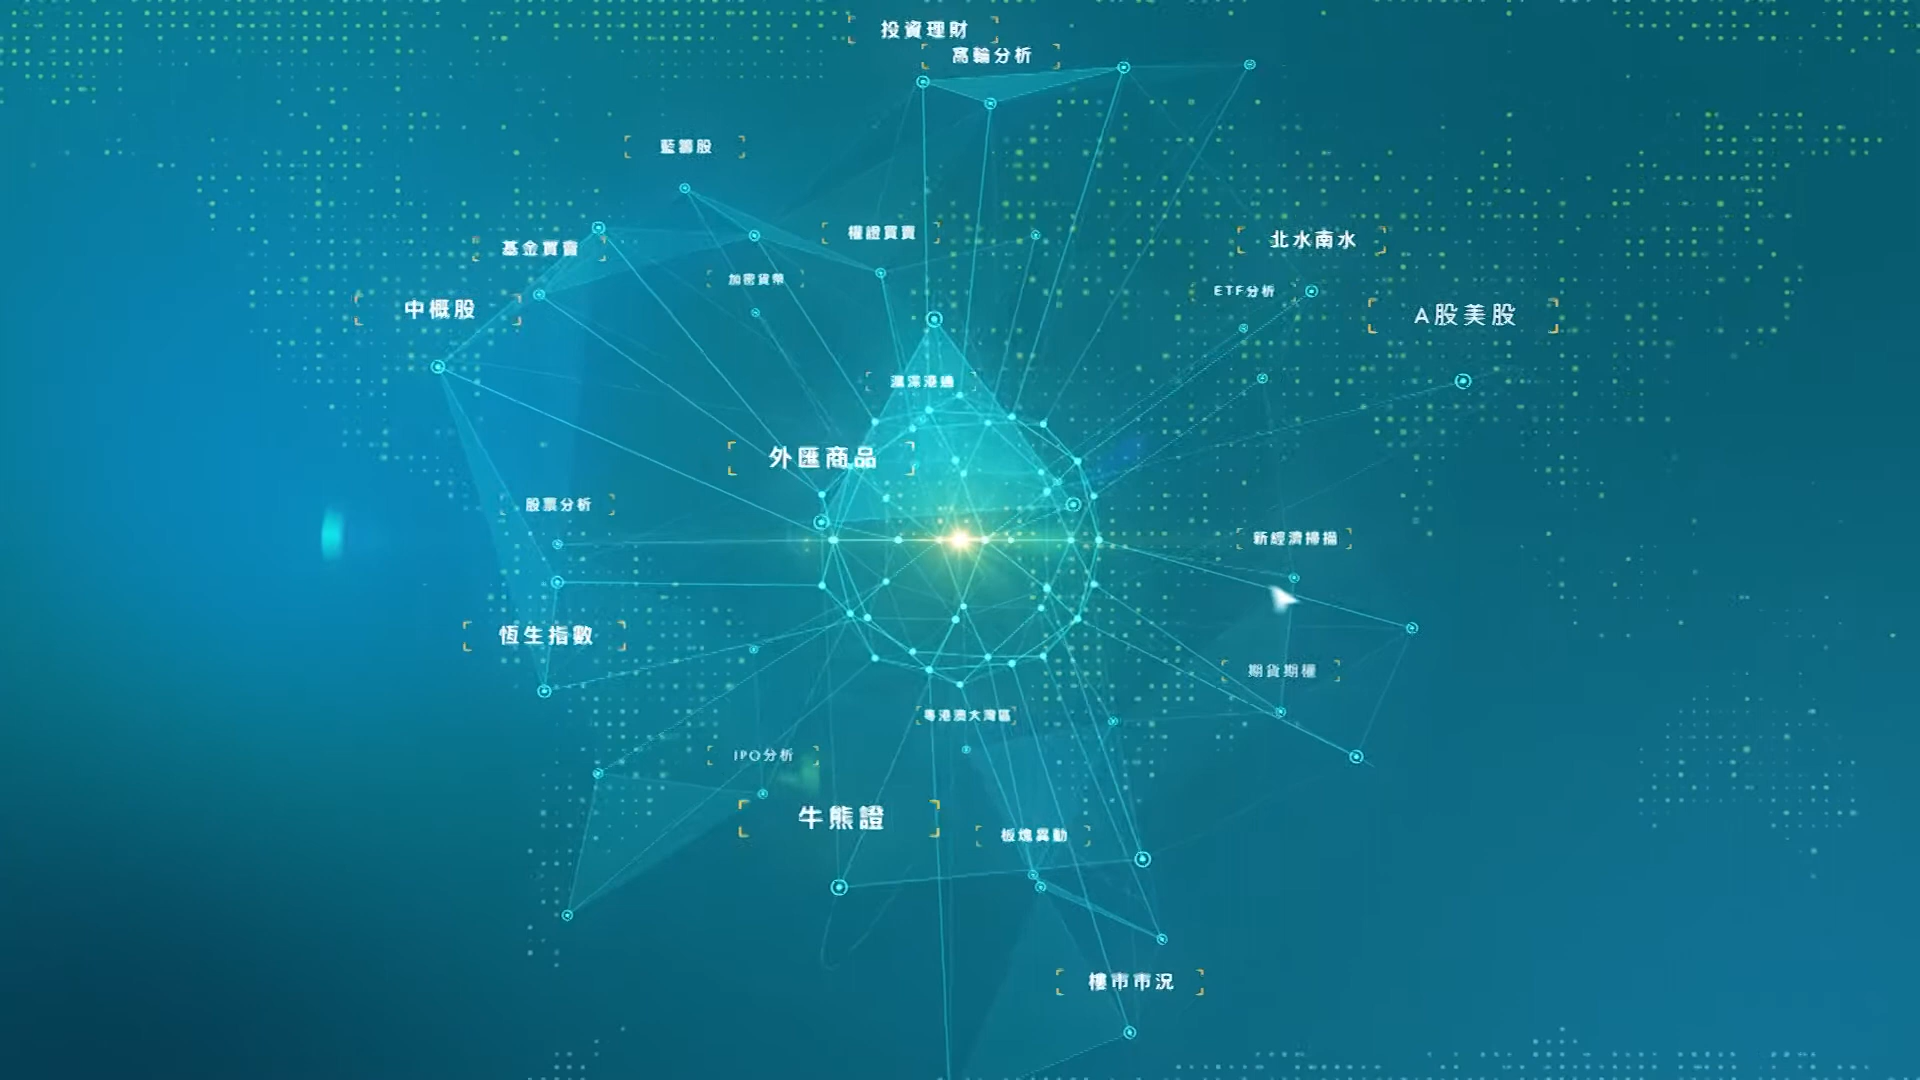 投資理財
窩輪分析
藍籌股
權證買賣
北水南水
基金買賣
加密貨幣
ETF分析
中概股
A股美股
滬深港通
外匯商品
股票分析
新經濟掃描
恆生指數
期貨期權
粵港澳大灣區
IPO分析
牛熊證
板塊異動
樓市市況